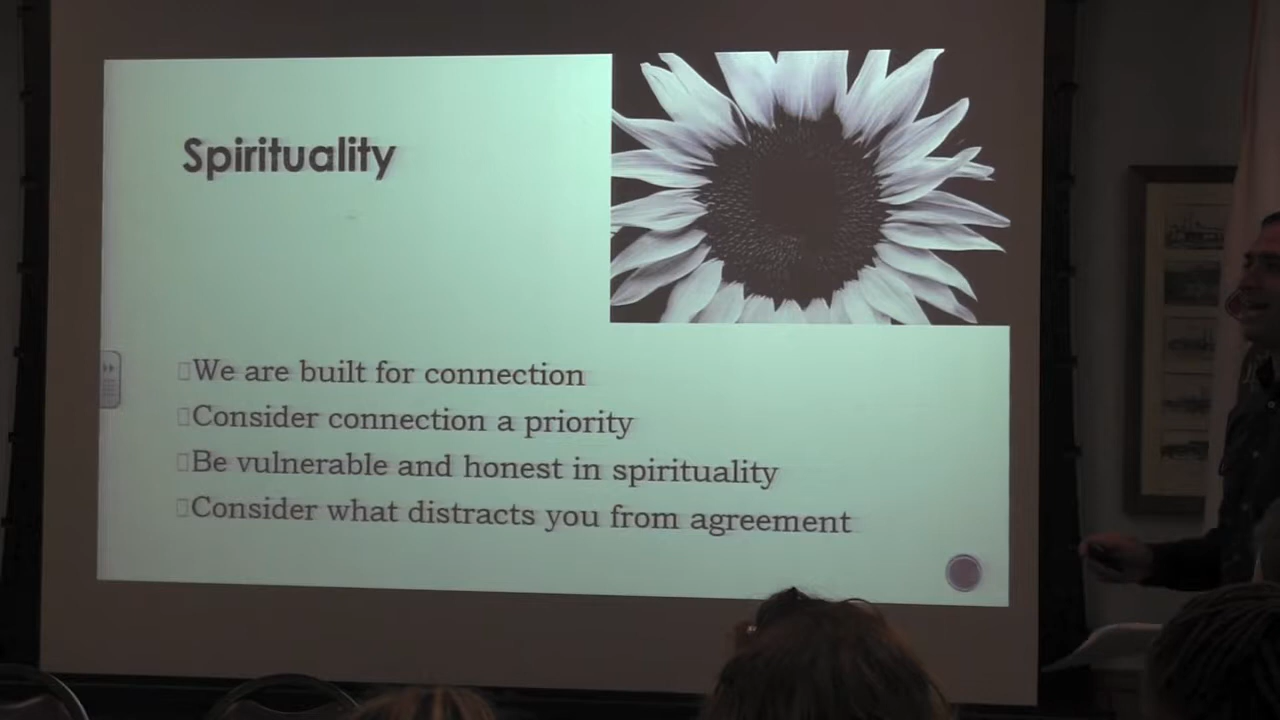 Spirituality
We are built for connection
Consider connection a priority
Be vulnerable and honest in spirituality
Consider what distracts you from agreement